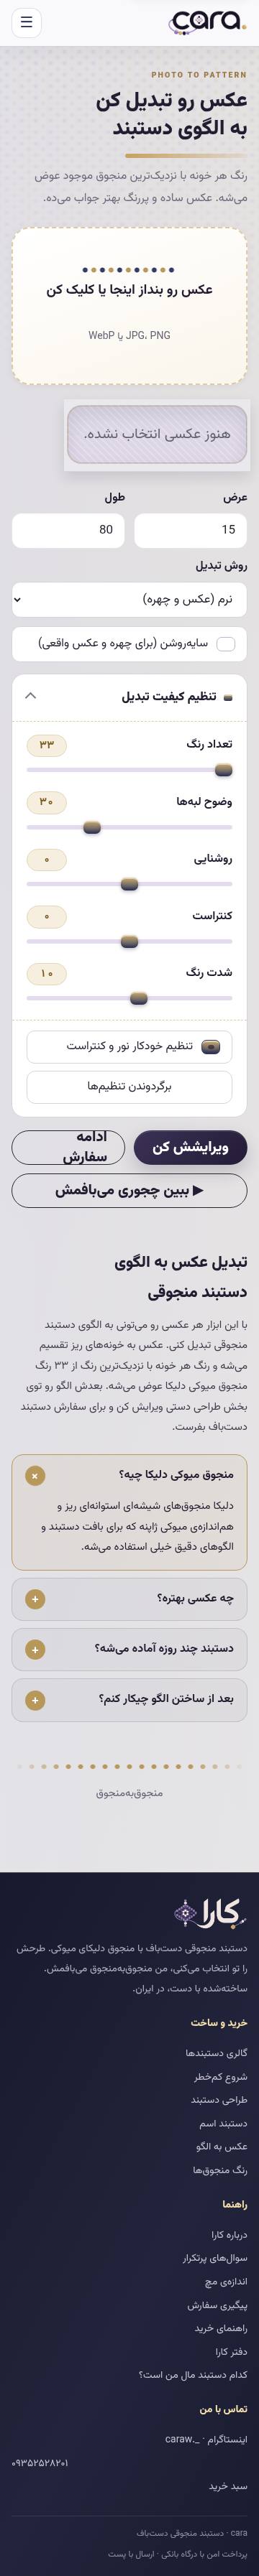 cara.
PHOTO TO PATTERN
عکس رو تبدیل کن
به الگوی دستبند
رنگ هر خونه با نزدیک‌ترین منجوق موجود عوض
می‌شه. عکس ساده و پررنگ بهتر جواب می‌ده.
عکس رو بنداز اینجا یا کلیک کن
JPG، PNG یا WebP
هنوز عکسی انتخاب نشده.
عرض
طول
15
80
روش تبدیل
نرم (عکس و چهره)
سایه‌روشن (برای چهره و عکس واقعی)
تنظیم کیفیت تبدیل
تعداد رنگ
۳۳
وضوح لبه‌ها
۳۰
روشنایی
۰
کنتراست
۰
شدت رنگ
۱۰
تنظیم خودکار نور و کنتراست
برگردوندن تنظیم‌ها
ویرایشش کن
ادامه
سفارش
▶ ببین چجوری می‌بافمش
تبدیل عکس به الگوی
دستبند منجوقی
با این ابزار هر عکسی رو می‌تونی به الگوی دستبند
منجوقی تبدیل کنی. عکس به خونه‌های ریز تقسیم
می‌شه و رنگ هر خونه با نزدیک‌ترین رنگ از ۳۳ رنگ
منجوق میوکی دلیکا عوض می‌شه. بعدش الگو رو توی
بخش طراحی دستی ویرایش کن و برای سفارش دستبند
دست‌باف بفرست.
منجوق میوکی دلیکا چیه؟
×
دلیکا منجوق‌های شیشه‌ای استوانه‌ای ریز و
هم‌اندازه‌ی میوکی ژاپنه که برای بافت دستبند و
الگوهای دقیق خیلی استفاده می‌شه.
چه عکسی بهتره؟
+
دستبند چند روزه آماده می‌شه؟
+
بعد از ساختن الگو چیکار کنم؟
+
منجوق‌به‌منجوق
کارا
دستبند منجوقی دست‌باف با منجوق دلیکای میوکی. طرحش
را تو انتخاب می‌کنی، من منجوق‌به‌منجوق می‌بافمش.
ساخته‌شده با دست، در ایران.
خرید و ساخت
گالری دستبندها
شروع کم‌خطر
طراحی دستبند
دستبند اسم
عکس به الگو
رنگ منجوق‌ها
راهنما
درباره کارا
سوال‌های پرتکرار
اندازه‌ی مچ
پیگیری سفارش
راهنمای خرید
دفتر کارا
کدام دستبند مال من است؟
تماس با من
اینستاگرام · _.caraw
۰۹۳۵۲۵۲۸۲۰۱
سبد خرید
cara · دستبند منجوقی دست‌باف
پرداخت امن با درگاه بانکی · ارسال با پست